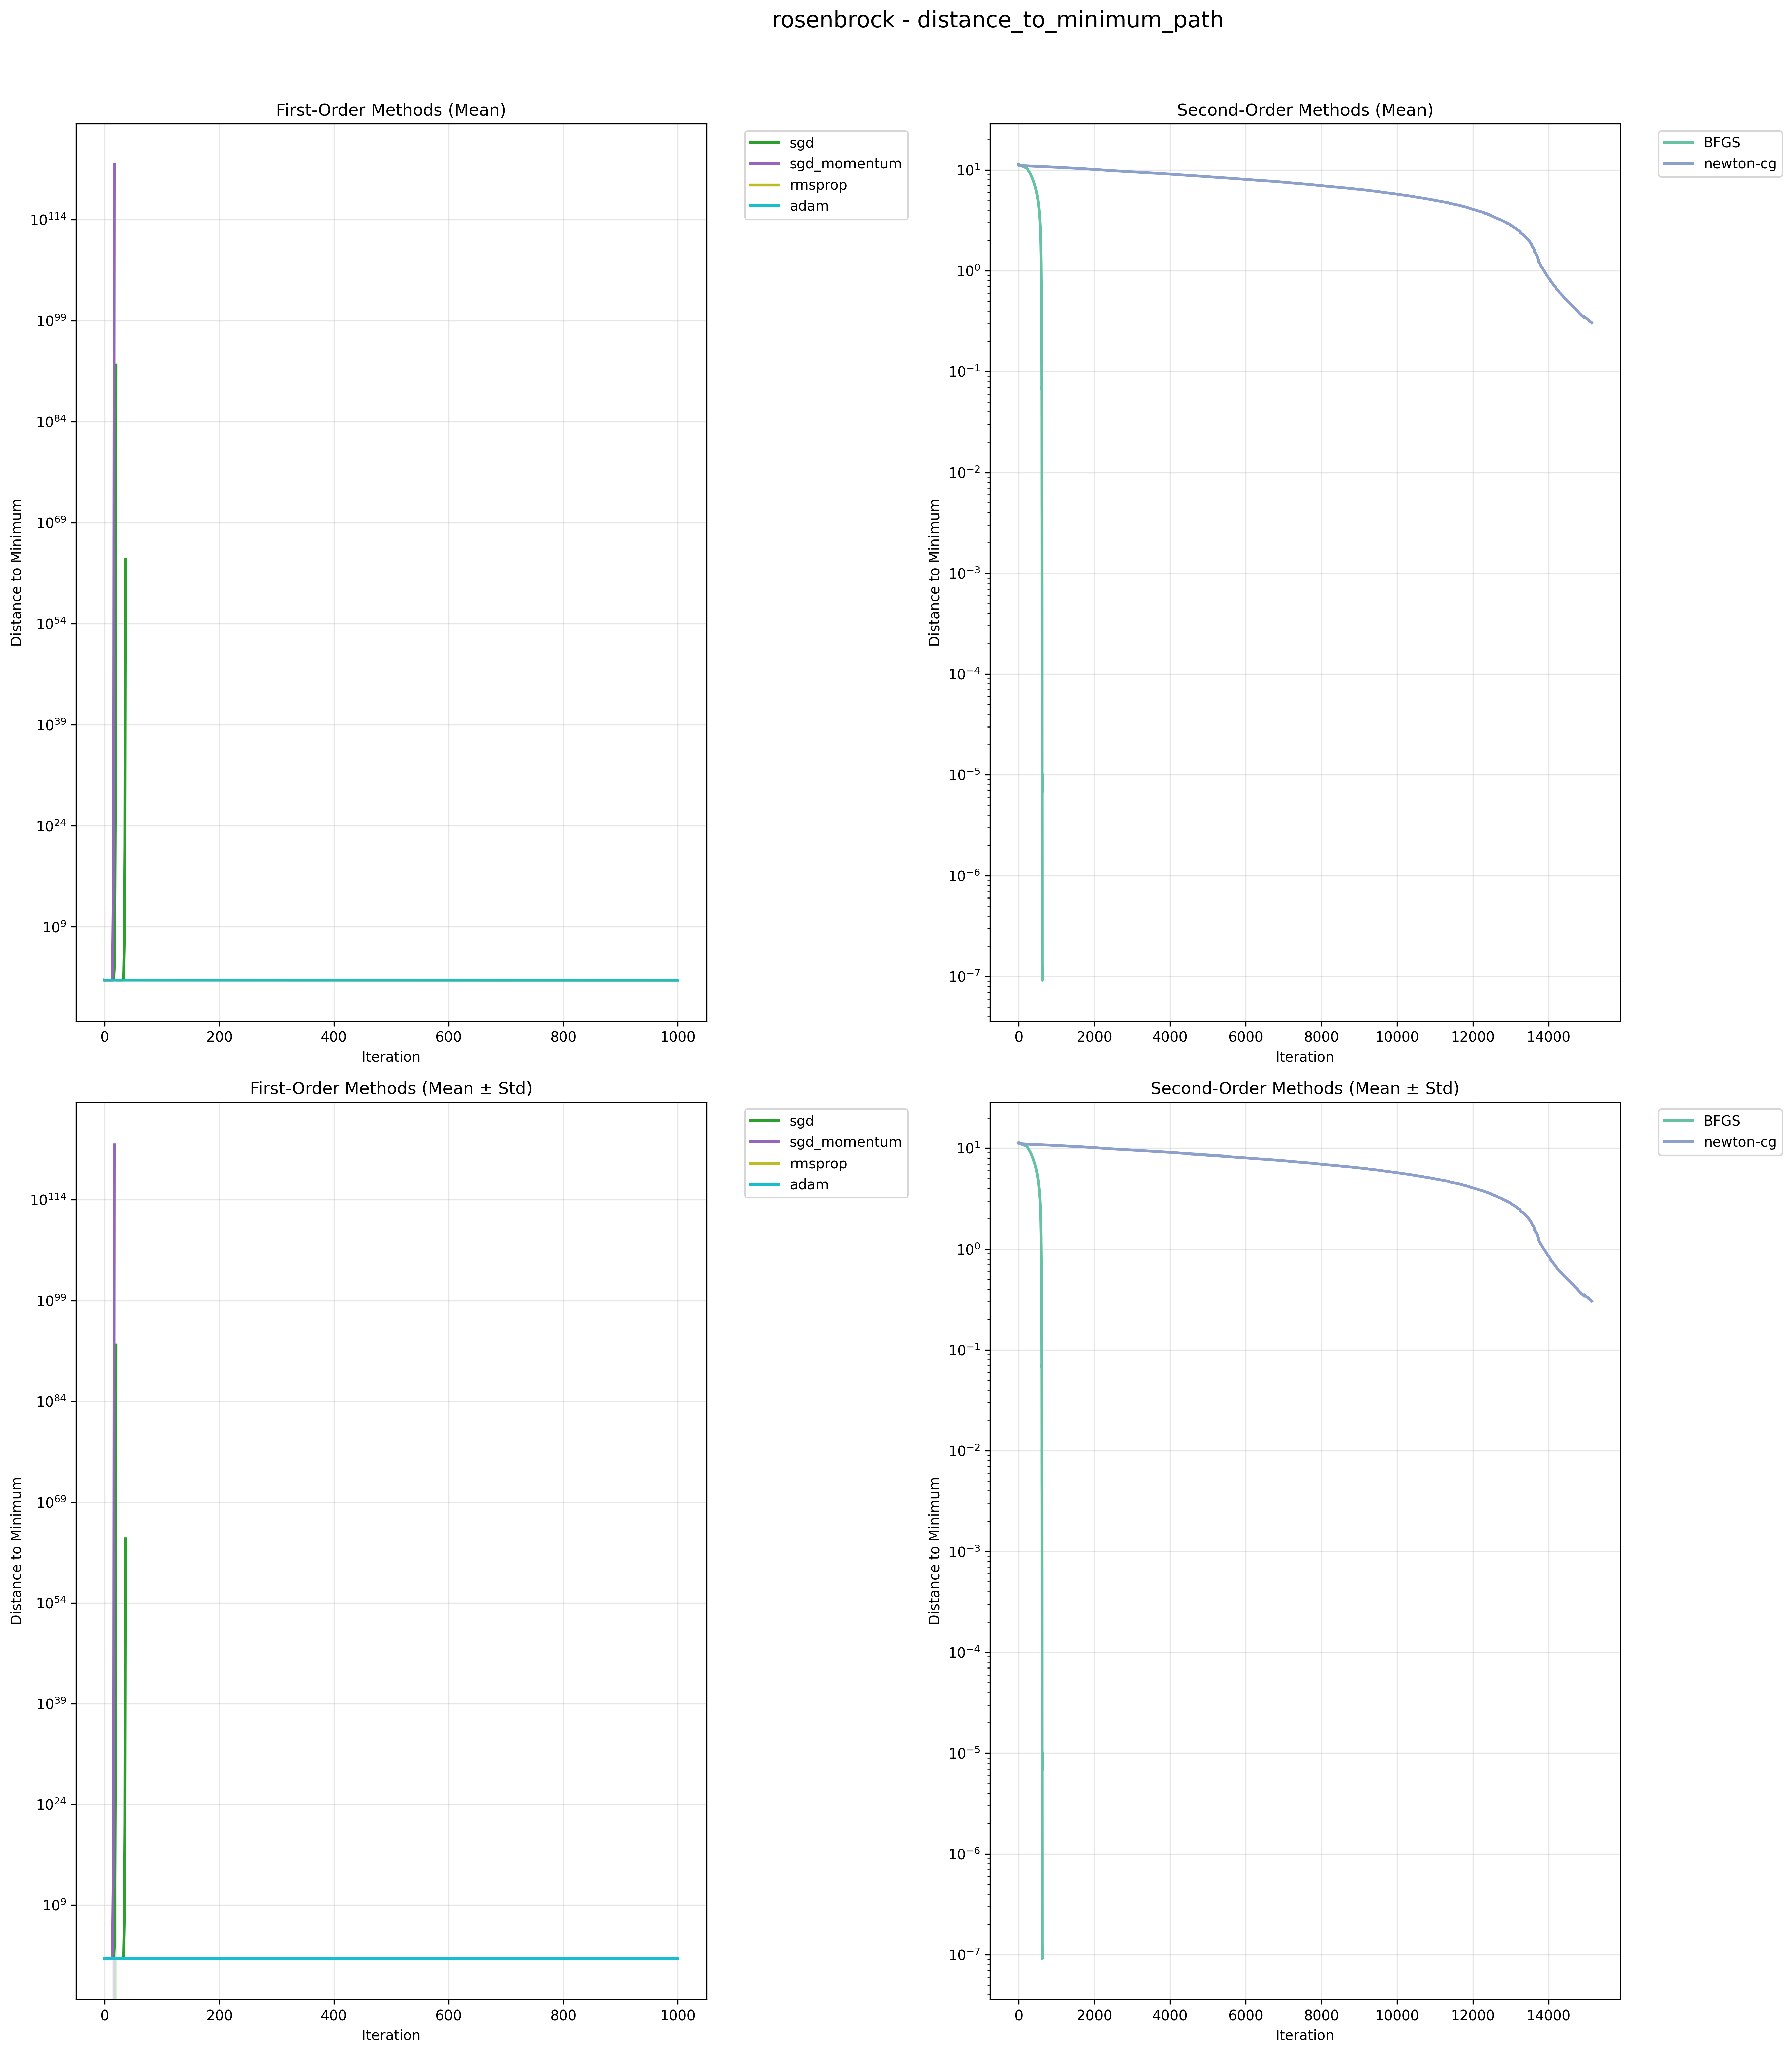 rosenbrock - distance_to_minimum_path
First-Order Methods (Mean)
Distance to Minimum
10^114
10^99
10^84
10^69
10^54
10^39
10^24
10^9
0 200 400 600 800 1000
Iteration
sgd
sgd_momentum
rmsprop
adam
Second-Order Methods (Mean)
Distance to Minimum
10^1
10^0
10^−1
10^−2
10^−3
10^−4
10^−5
10^−6
10^−7
0 2000 4000 6000 8000 10000 12000 14000
Iteration
BFGS
newton-cg
First-Order Methods (Mean ± Std)
Distance to Minimum
10^114
10^99
10^84
10^69
10^54
10^39
10^24
10^9
0 200 400 600 800 1000
Iteration
sgd
sgd_momentum
rmsprop
adam
Second-Order Methods (Mean ± Std)
Distance to Minimum
10^1
10^0
10^−1
10^−2
10^−3
10^−4
10^−5
10^−6
10^−7
0 2000 4000 6000 8000 10000 12000 14000
Iteration
BFGS
newton-cg